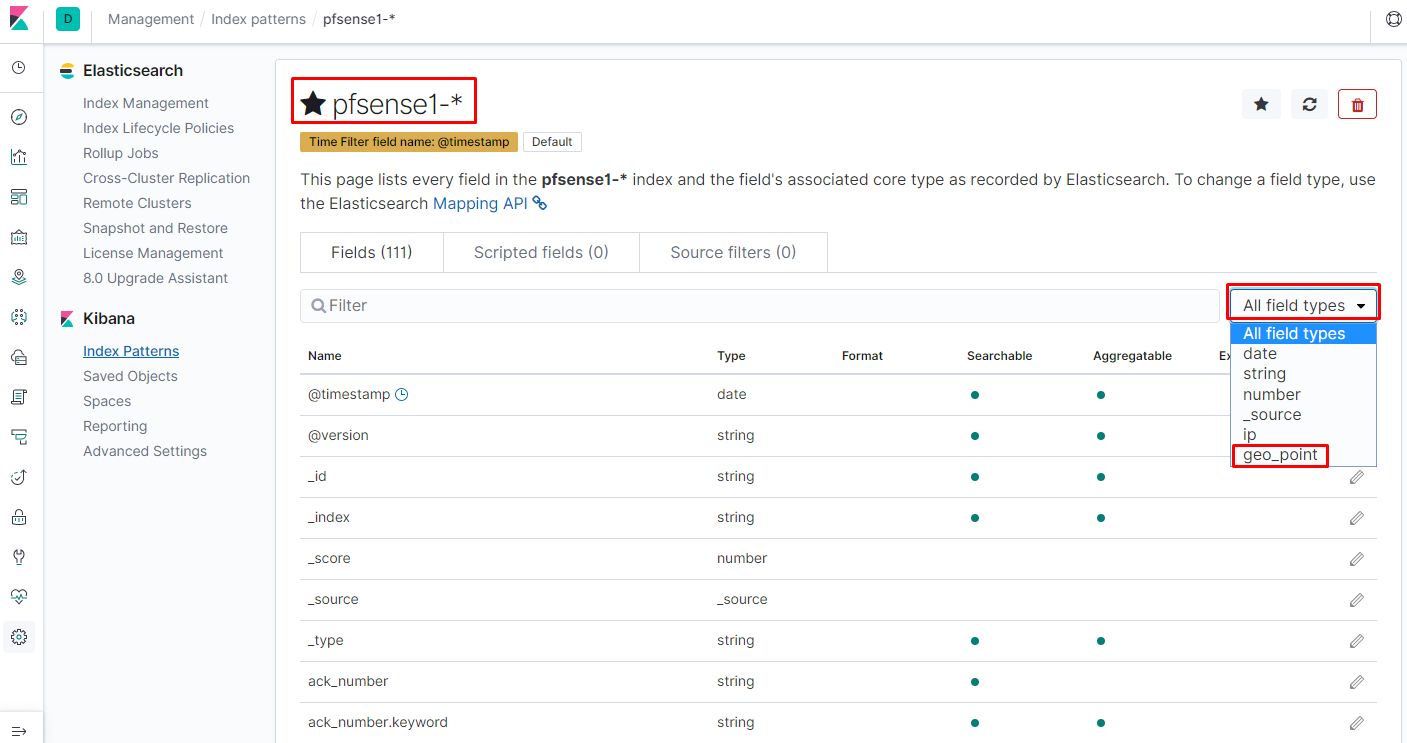 D Management / Index patterns / pfsense1-*
Elasticsearch
Index Management
Index Lifecycle Policies
Rollup Jobs
Cross-Cluster Replication
Remote Clusters
Snapshot and Restore
License Management
8.0 Upgrade Assistant
Kibana
Index Patterns
Saved Objects
Spaces
Reporting
Advanced Settings
pfsense1-*
Time Filter field name: @timestamp Default
This page lists every field in the pfsense1-* index and the field's associated core type as recorded by Elasticsearch. To change a field type, use
the Elasticsearch Mapping API
Fields (111) Scripted fields (0) Source filters (0)
Filter All field types
All field types
date
string
number
_source
ip
geo_point
Name Type Format Searchable Aggregatable
@timestamp date
@version string
_id string
_index string
_score number
_source _source
_type string
ack_number string
ack_number.keyword string